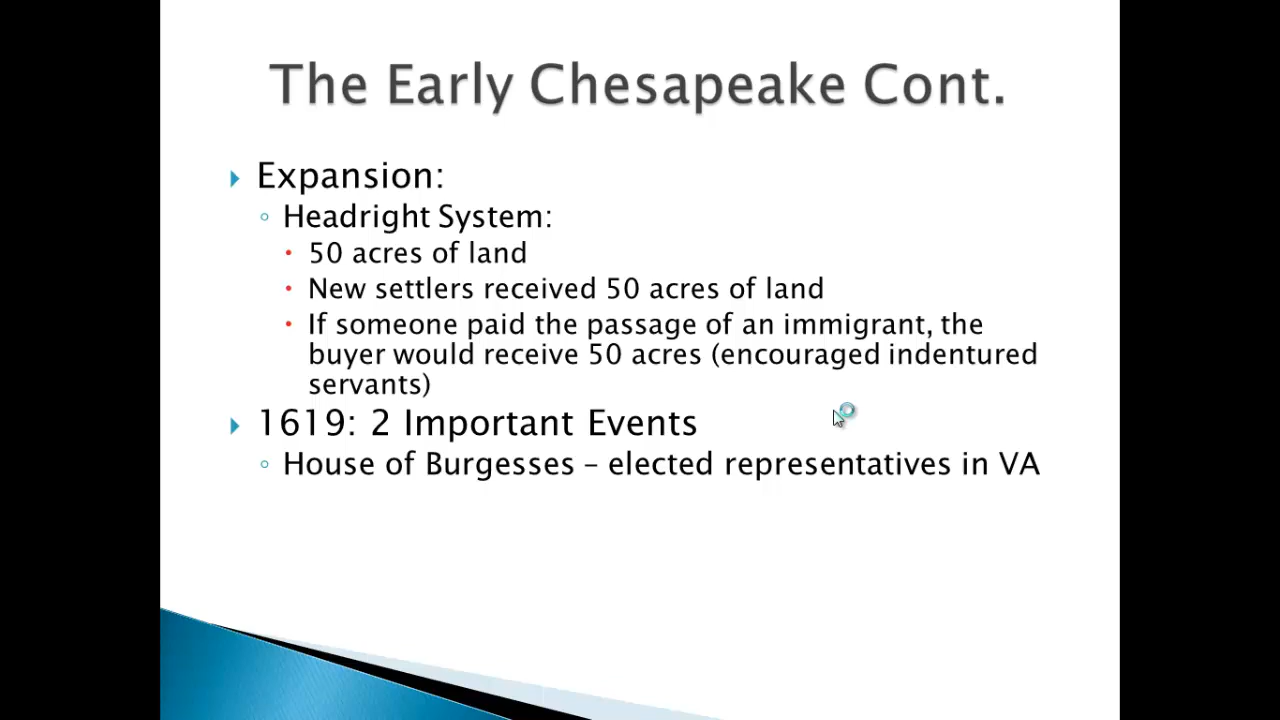 The Early Chesapeake Cont.
Expansion:
Headright System:
50 acres of land
New settlers received 50 acres of land
If someone paid the passage of an immigrant, the
buyer would receive 50 acres (encouraged indentured
servants)
1619: 2 Important Events
House of Burgesses – elected representatives in VA